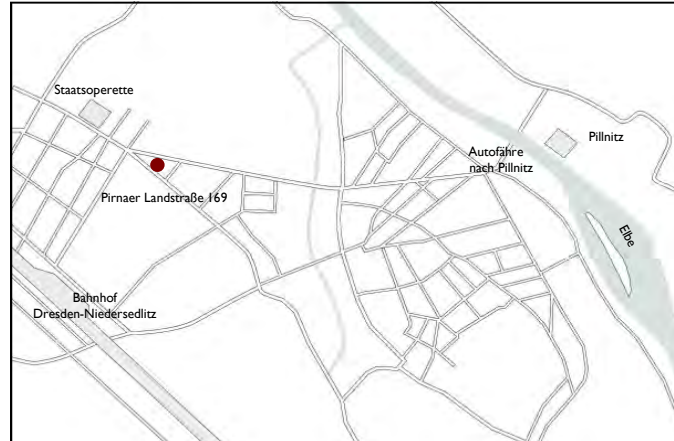 Staatsoperette
Pillnitz
Autofähre
nach Pillnitz
Pirnaer Landstraße 169
Elbe
Bahnhof
Dresden-Niedersedlitz